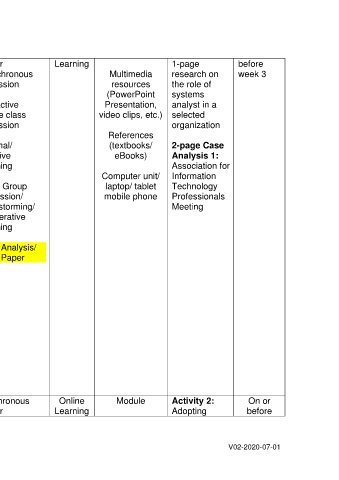 r
chronous
ssion
ctive
e class
ssion
nal/
ive
ing
Group
ssion/
storming/
erative
ing
Analysis/
Paper
Learning
Multimedia
resources
(PowerPoint
Presentation,
video clips, etc.)
References
(textbooks/
eBooks)
Computer unit/
laptop/ tablet
mobile phone
1-page
research on
the role of
systems
analyst in a
selected
organization
2-page Case
Analysis 1:
Association for
Information
Technology
Professionals
Meeting
before
week 3
hronous
r
Online
Learning
Module
Activity 2:
Adopting
On or
before
V02-2020-07-01